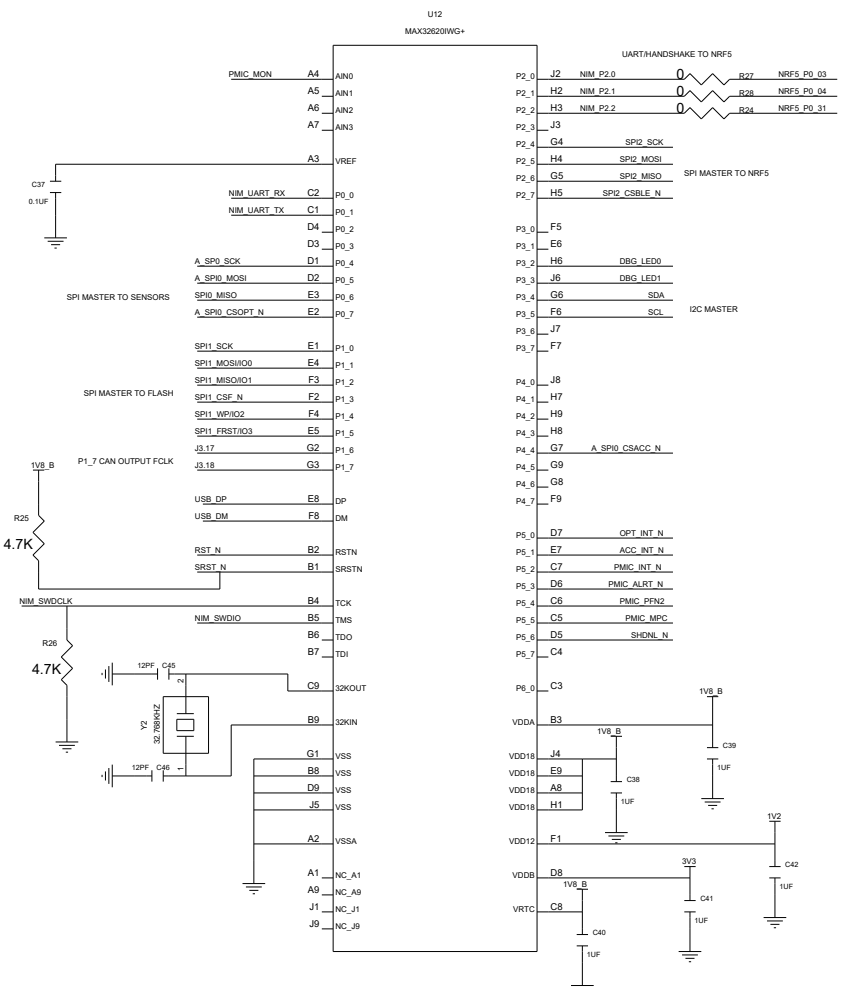 U12
MAX32620IWG+
UART/HANDSHAKE TO NRF5
PMIC_MON A4 AIN0
A5 AIN1
A6 AIN2
A7 AIN3
A3 VREF
C37
0.1UF
NIM_UART_RX C2 P0_0
NIM_UART_TX C1 P0_1
D4 P0_2
D3 P0_3
A_SP0_SCK D1 P0_4
A_SPI0_MOSI D2 P0_5
SPI MASTER TO SENSORS
SPI0_MISO E3 P0_6
A_SPI0_CSOPT_N E2 P0_7
SPI1_SCK E1 P1_0
SPI1_MOSI/IO0 E4 P1_1
SPI1_MISO/IO1 F3 P1_2
SPI MASTER TO FLASH
SPI1_CSF_N F2 P1_3
SPI1_WP/IO2 F4 P1_4
SPI1_FRST/IO3 E5 P1_5
J3.17 G2 P1_6
P1_7 CAN OUTPUT FCLK
J3.18 G3 P1_7
1V8_B
R25
4.7K
USB_DP E8 DP
USB_DM F8 DM
RST_N B2 RSTN
SRST_N B1 SRSTN
NIM_SWDCLK B4 TCK
NIM_SWDIO B5 TMS
B6 TDO
B7 TDI
R26
4.7K
12PF C45
2
C9 32KOUT
Y2
32.768KHZ
B9 32KIN
1
12PF C46
G1 VSS
B8 VSS
D9 VSS
J5 VSS
A2 VSSA
A1 NC_A1
A9 NC_A9
J1 NC_J1
J9 NC_J9
P2_0 J2 NIM_P2.0 0 R27 NRF5_P0_03
P2_1 H2 NIM_P2.1 0 R28 NRF5_P0_04
P2_2 H3 NIM_P2.2 0 R24 NRF5_P0_31
P2_3 J3
P2_4 G4 SPI2_SCK
P2_5 H4 SPI2_MOSI
SPI MASTER TO NRF5
P2_6 G5 SPI2_MISO
P2_7 H5 SPI2_CSBLE_N
P3_0 F5
P3_1 E6
P3_2 H6 DBG_LED0
P3_3 J6 DBG_LED1
P3_4 G6 SDA
I2C MASTER
P3_5 F6 SCL
P3_6 J7
P3_7 F7
P4_0 J8
P4_1 H7
P4_2 H9
P4_3 H8
P4_4 G7 A_SPI0_CSACC_N
P4_5 G9
P4_6 G8
P4_7 F9
P5_0 D7 OPT_INT_N
P5_1 E7 ACC_INT_N
P5_2 C7 PMIC_INT_N
P5_3 D6 PMIC_ALRT_N
P5_4 C6 PMIC_PFN2
P5_5 C5 PMIC_MPC
P5_6 D5 SHDNL_N
P5_7 C4
P6_0 C3
1V8_B
VDDA B3
C39
1UF
1V8_B
VDD18 J4
VDD18 E9
VDD18 A8
VDD18 H1
C38
1UF
1V2
VDD12 F1
C42
1UF
3V3
VDDB D8
C41
1UF
1V8_B
VRTC C8
C40
1UF